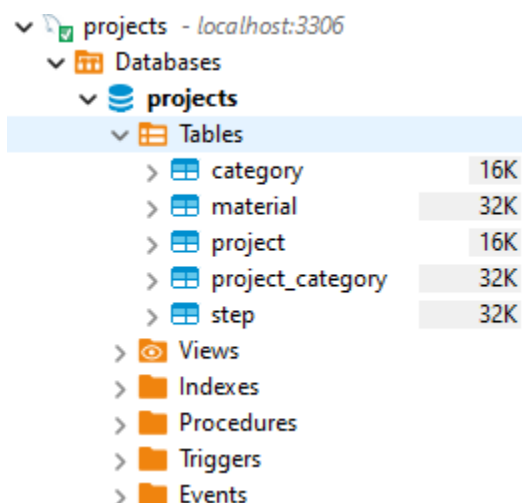 projects - localhost:3306
Databases
projects
Tables
category 16K
material 32K
project 16K
project_category 32K
step 32K
Views
Indexes
Procedures
Triggers
Events